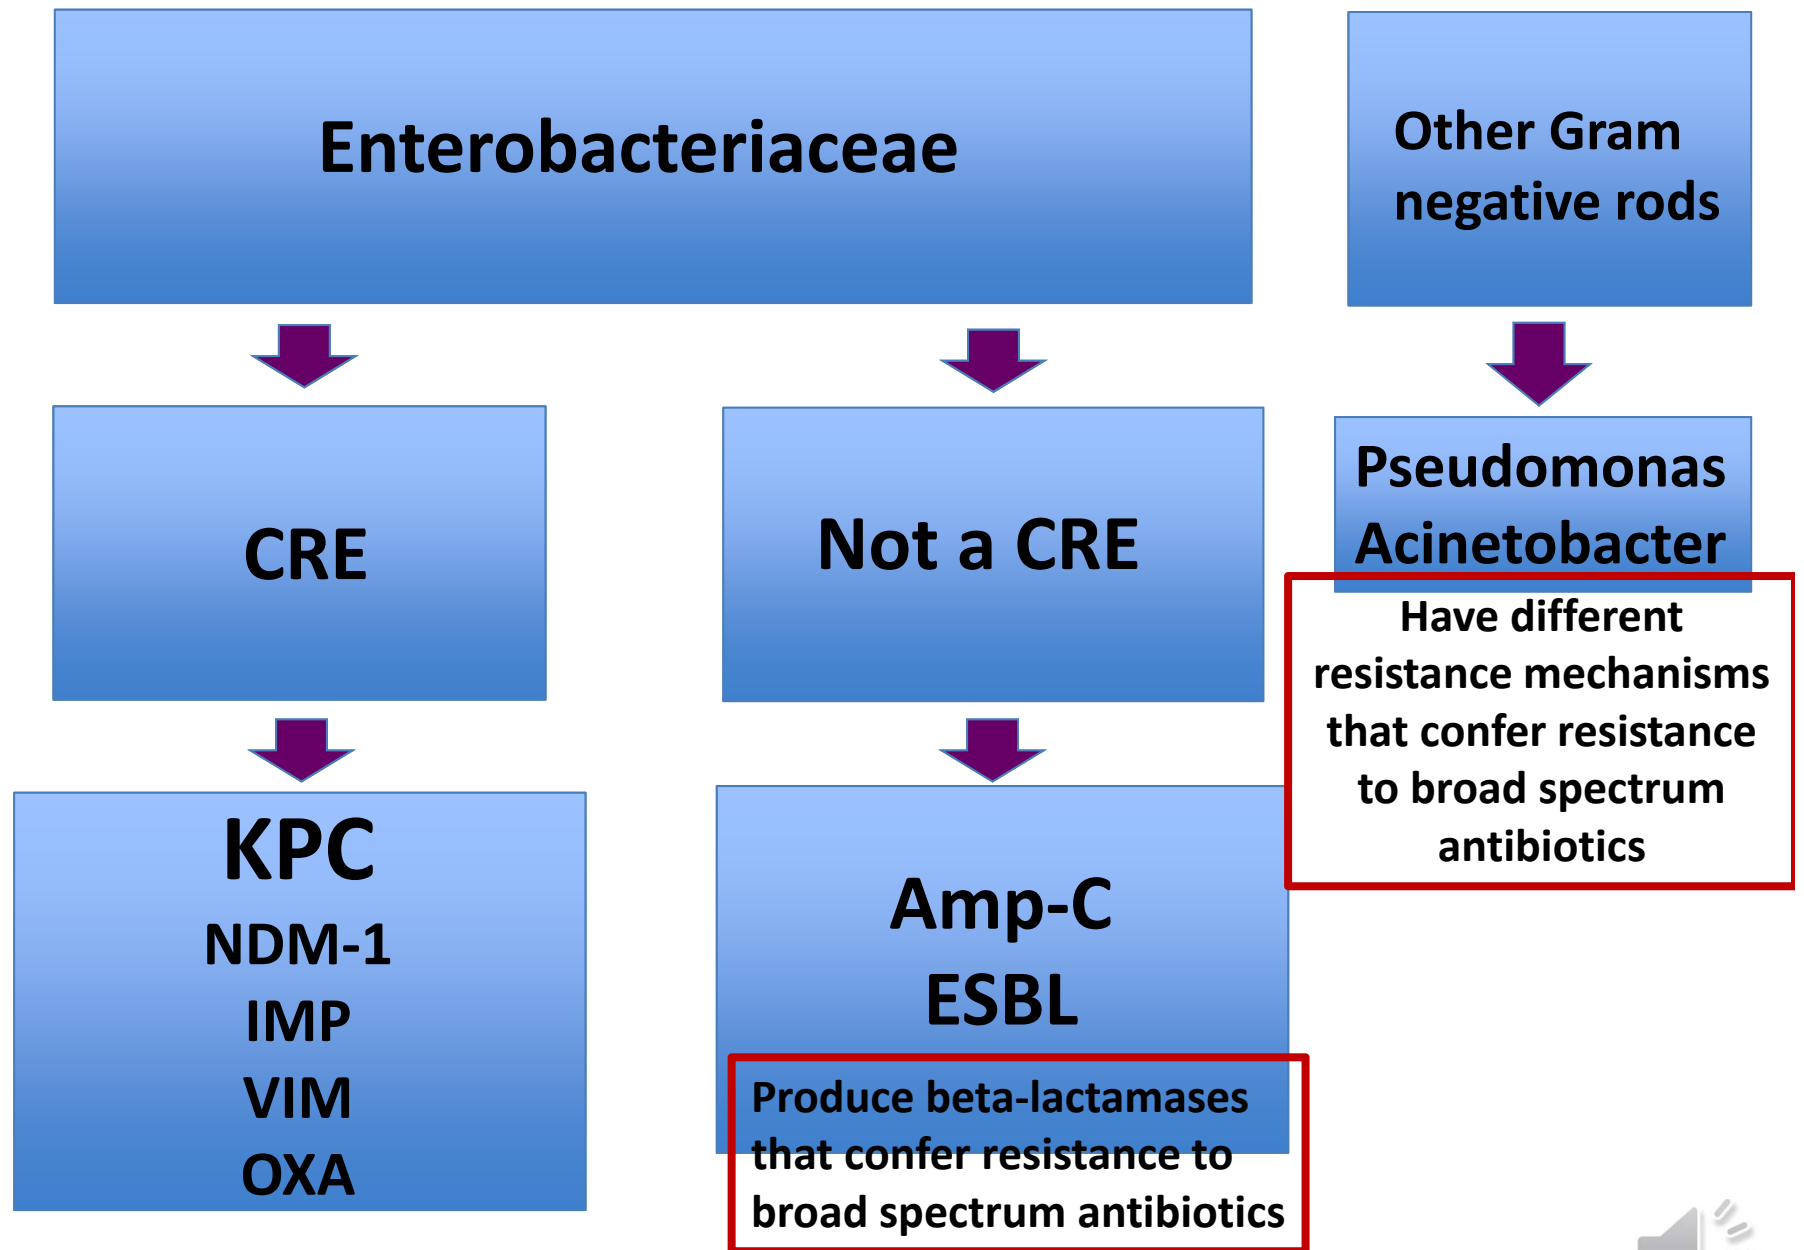 Enterobacteriaceae
Other Gram
negative rods
CRE
Not a CRE
Pseudomonas
Acinetobacter
Have different
resistance mechanisms
that confer resistance
to broad spectrum
antibiotics
KPC
NDM-1
IMP
VIM
OXA
Amp-C
ESBL
Produce beta-lactamases
that confer resistance to
broad spectrum antibiotics